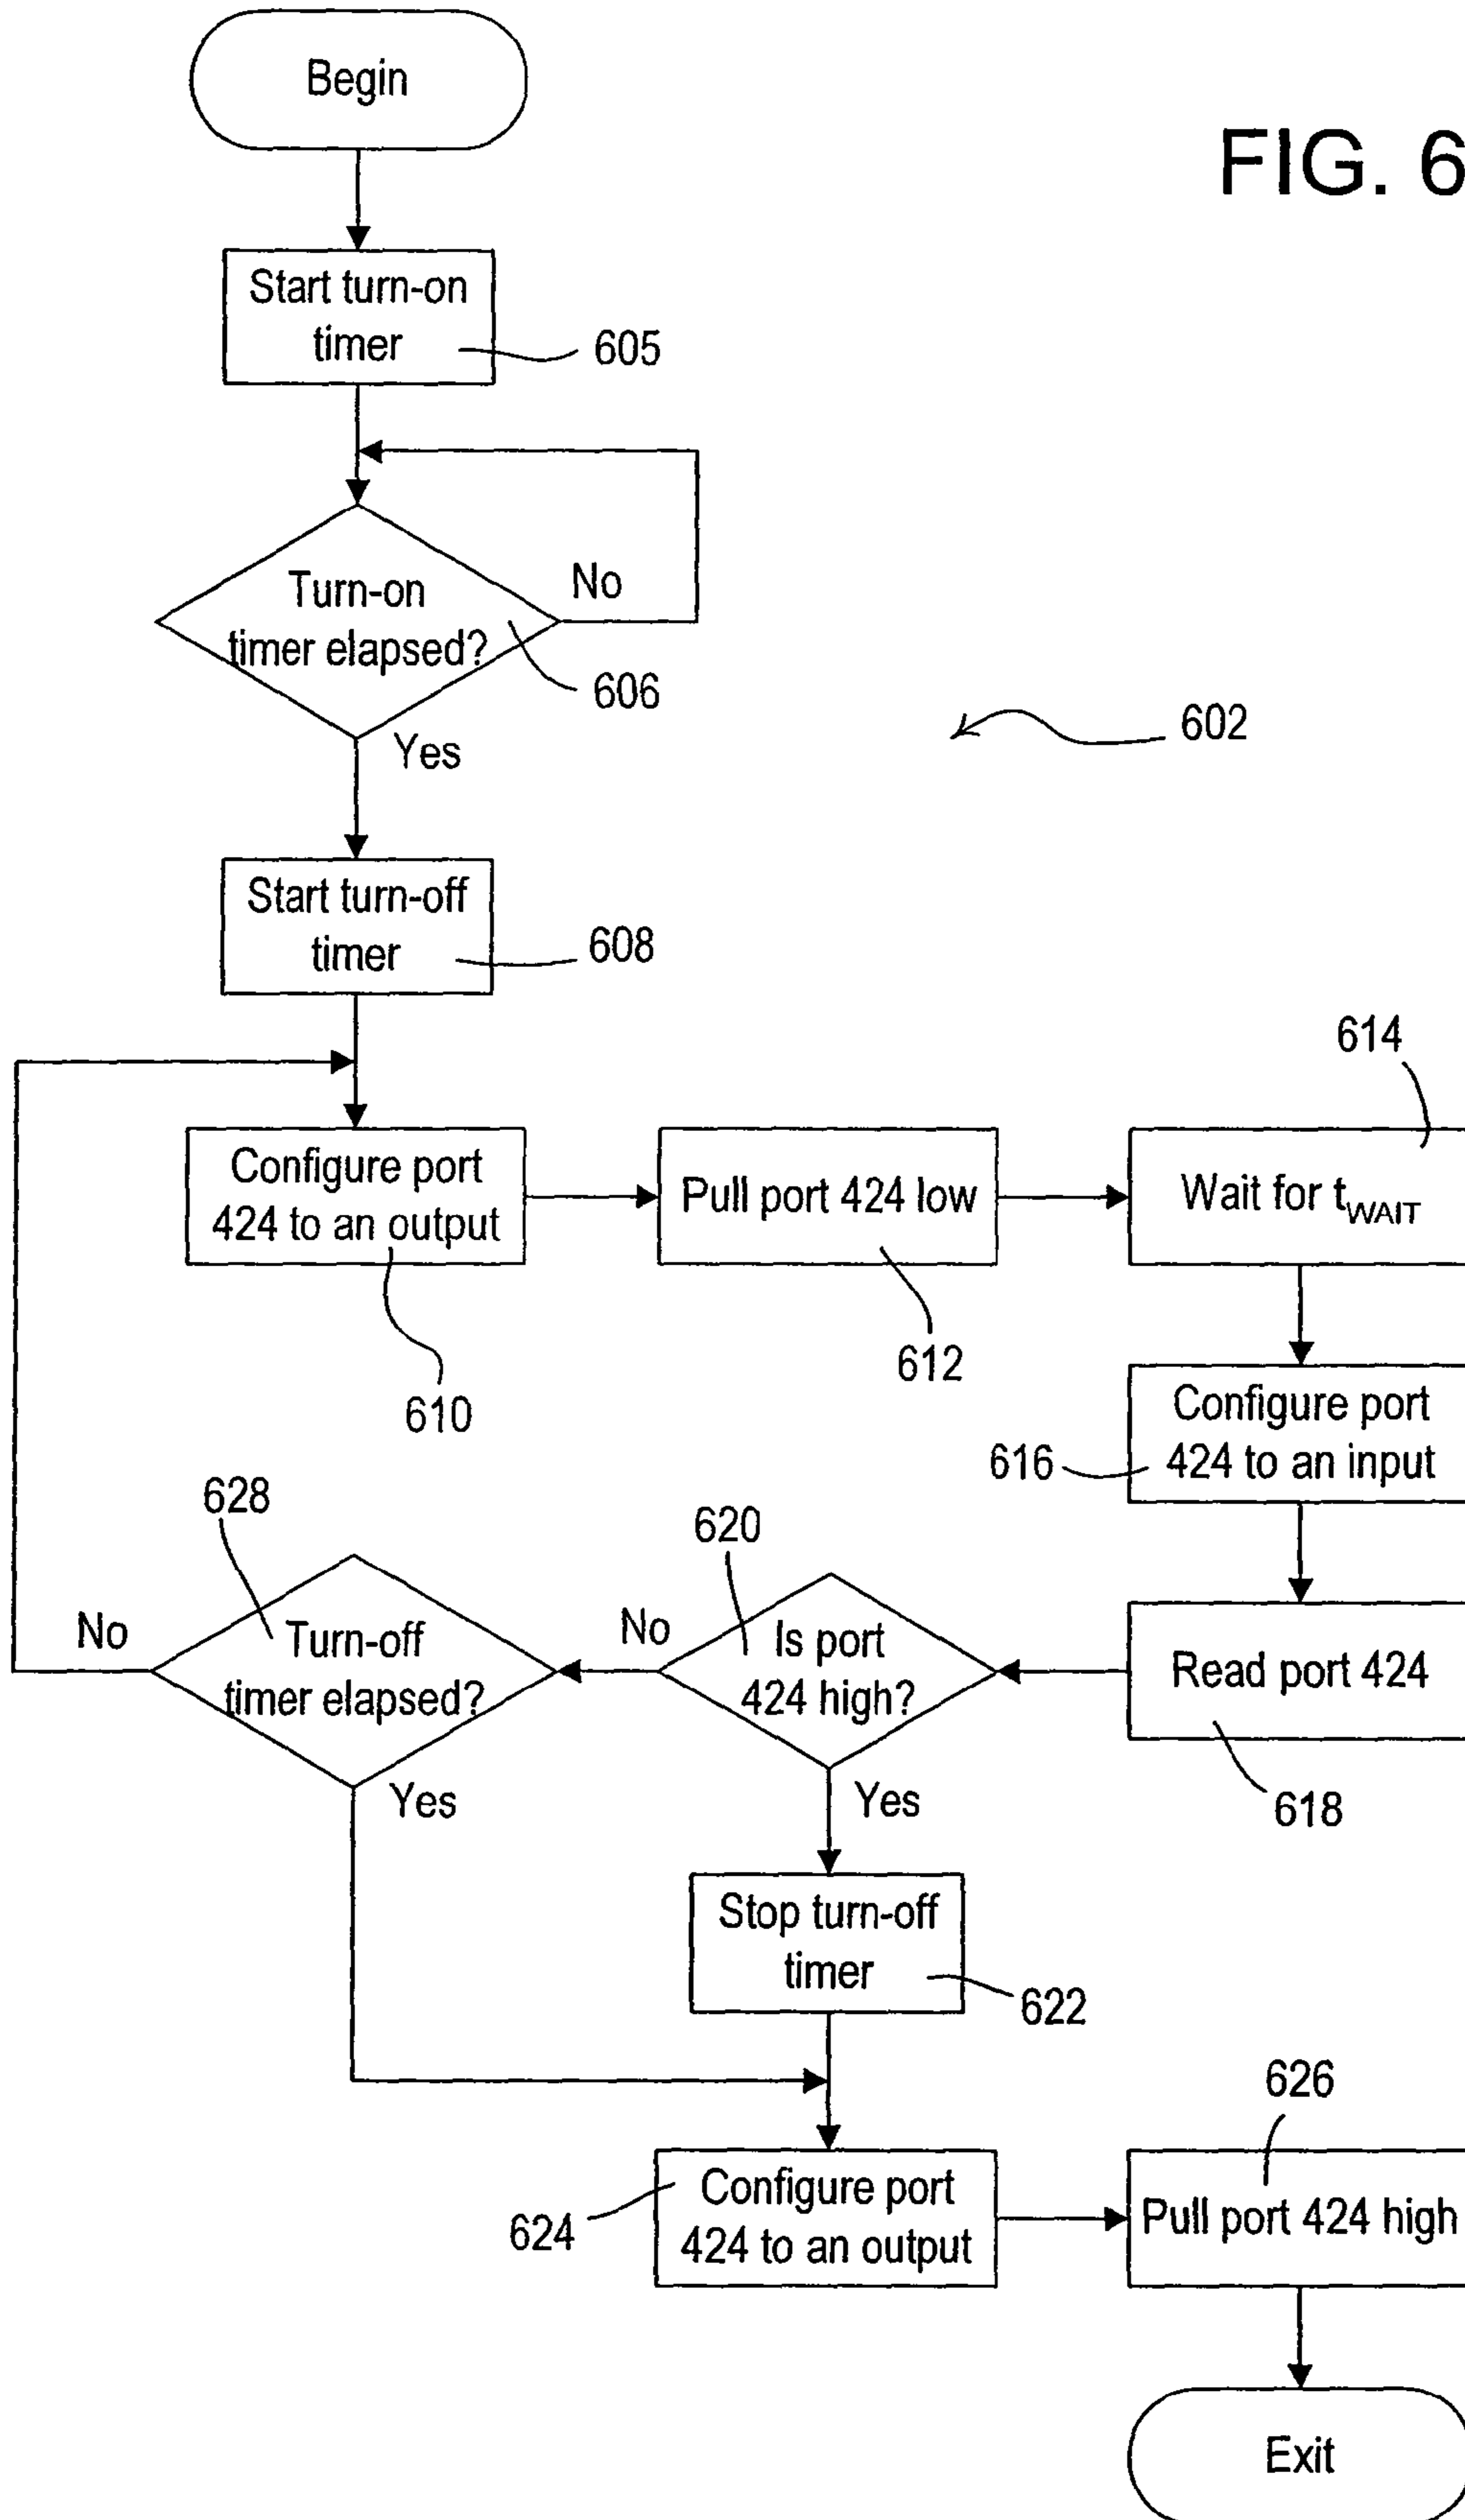 Begin
FIG. 6
Start turn-on
timer
605
Turn-on
timer elapsed?
No
606
Yes
602
Start turn-off
timer
608
614
Configure port
424 to an output
Pull port 424 low
Wait for tWAIT
610
612
Configure port
424 to an input
616
628
620
No
Turn-off
timer elapsed?
No
Is port
424 high?
Read port 424
618
Yes
Yes
Stop turn-off
timer
622
626
Configure port
424 to an output
624
Pull port 424 high
Exit